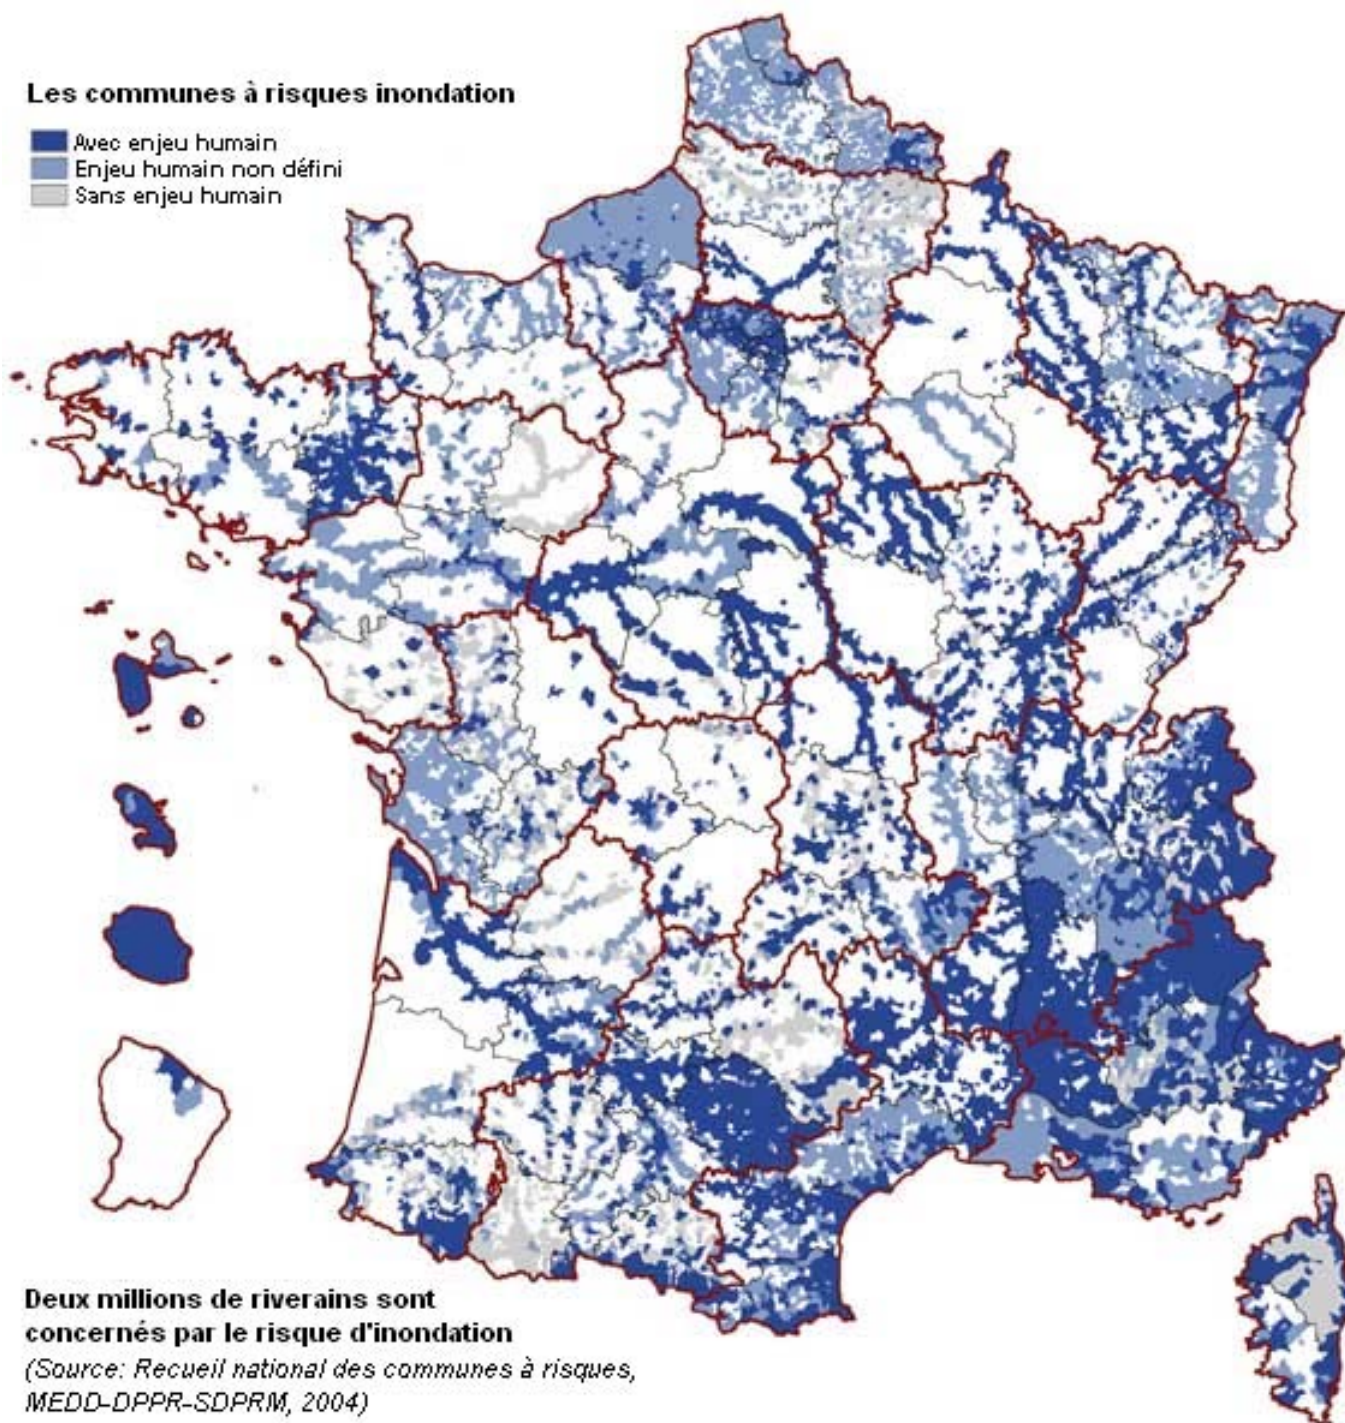 Les communes à risques inondation
Avec enjeu humain
Enjeu humain non défini
Sans enjeu humain
Deux millions de riverains sont
concernés par le risque d'inondation
(Source: Recueil national des communes à risques,
MEDD-DPPR-SDPRM, 2004)